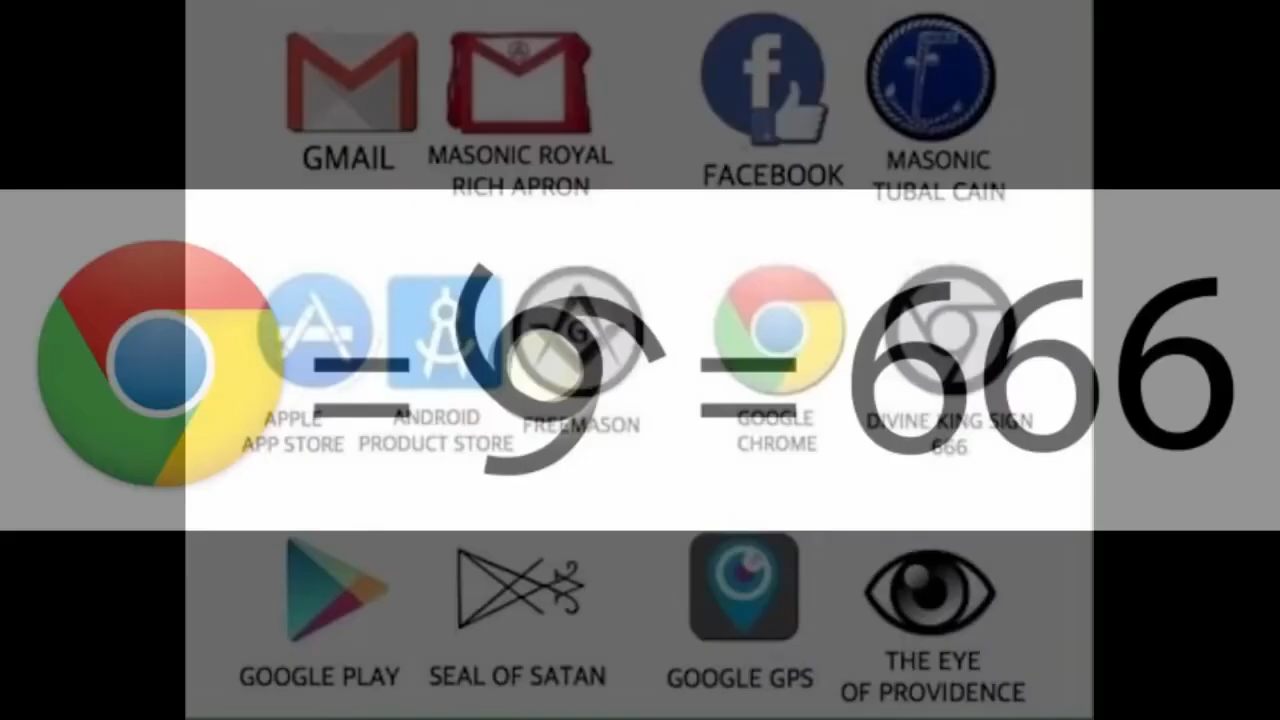 GMAIL
MASONIC ROYAL
RICH APRON
FACEBOOK
MASONIC
TUBAL CAIN
= = 666
APPLE
APP STORE
ANDROID
PRODUCT STORE
G
FREEMASON
GOOGLE
CHROME
DIVINE KING SIGN
666
GOOGLE PLAY
SEAL OF SATAN
GOOGLE GPS
THE EYE
OF PROVIDENCE